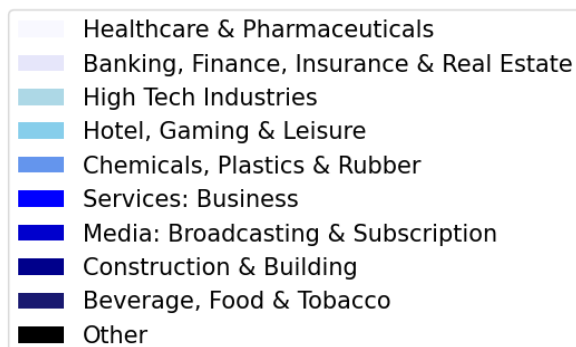 Healthcare & Pharmaceuticals
Banking, Finance, Insurance & Real Estate
High Tech Industries
Hotel, Gaming & Leisure
Chemicals, Plastics & Rubber
Services: Business
Media: Broadcasting & Subscription
Construction & Building
Beverage, Food & Tobacco
Other